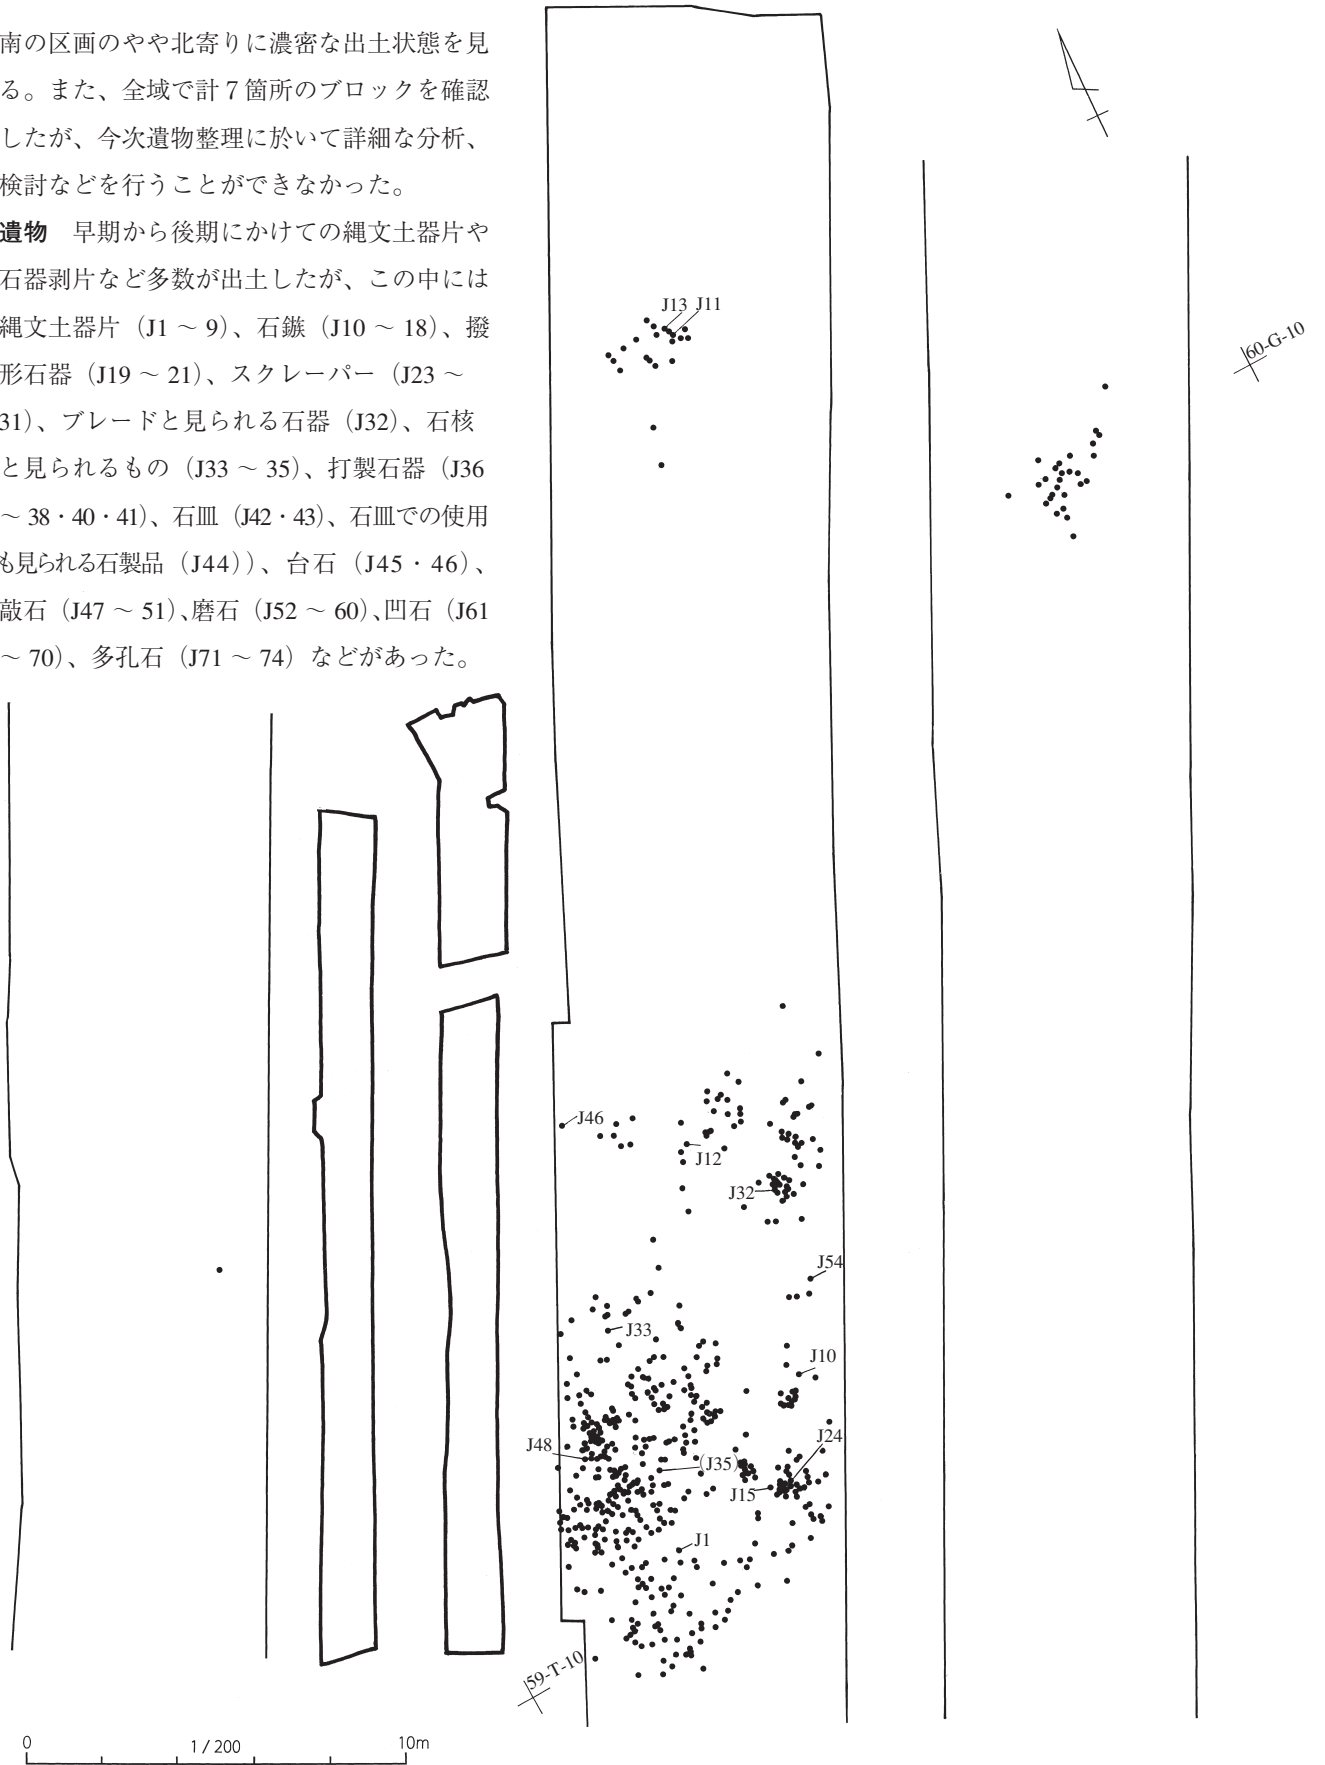 南の区画のやや北寄りに濃密な出土状態を見
る。また、全域で計7箇所のブロックを確認
したが、今次遺物整理に於いて詳細な分析、
検討などを行うことができなかった。
遺物　早期から後期にかけての縄文土器片や
石器剥片など多数が出土したが、この中には
縄文土器片（J1 ～ 9）、石鏃（J10 ～ 18）、撥
形石器（J19 ～ 21）、スクレーパー（J23 ～
31）、ブレードと見られる石器（J32）、石核
と見られるもの（J33 ～ 35）、打製石器（J36
～ 38・40・41）、石皿（J42・43）、石皿での使用
も見られる石製品（J44））、台石（J45・46）、
敲石（J47 ～ 51）、磨石（J52 ～ 60）、凹石（J61
～ 70）、多孔石（J71 ～ 74）などがあった。
J13 J11
60-G-10
J46
J12
J32
J54
J33
J10
J48
J24
(J35)
J15
J1
59-T-10
0 1/200 10m